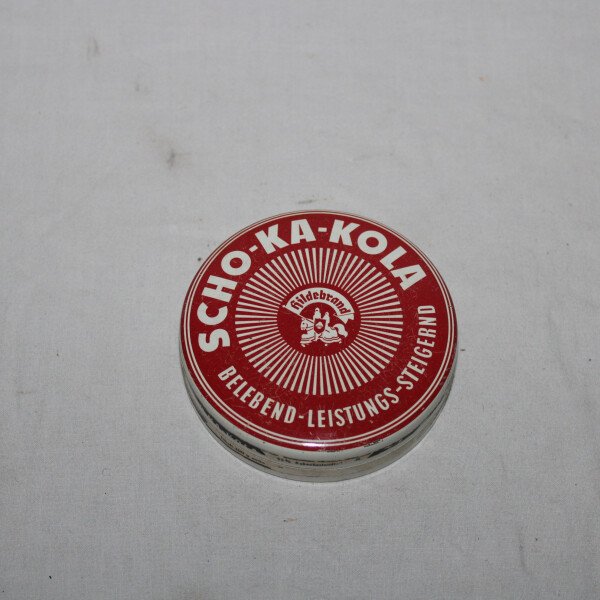 SCHO-KA-KOLA
Hildebrand
BELEBEND-LEISTUNGS-STEIGERND